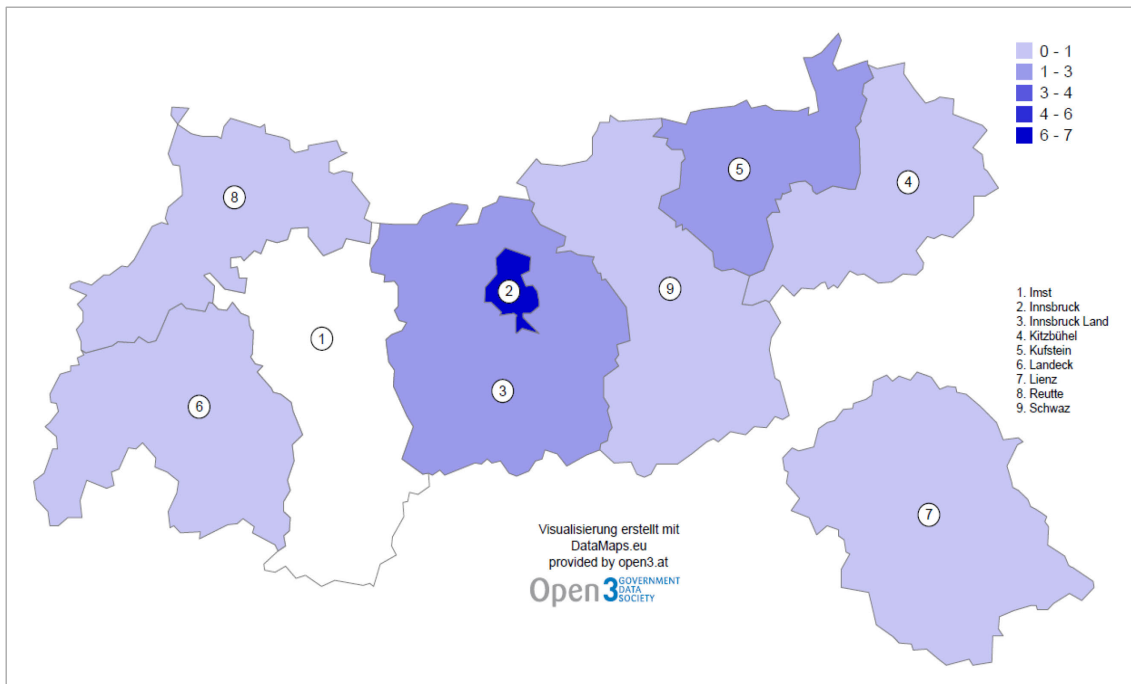 0 - 1
1 - 3
3 - 4
4 - 6
6 - 7
5
4
8
2
9
1
3
6
7
1. Imst
2. Innsbruck
3. Innsbruck Land
4. Kitzbühel
5. Kufstein
6. Landeck
7. Lienz
8. Reutte
9. Schwaz
Visualisierung erstellt mit
DataMaps.eu
provided by open3.at
Open3 GOVERNMENT
DATA
SOCIETY